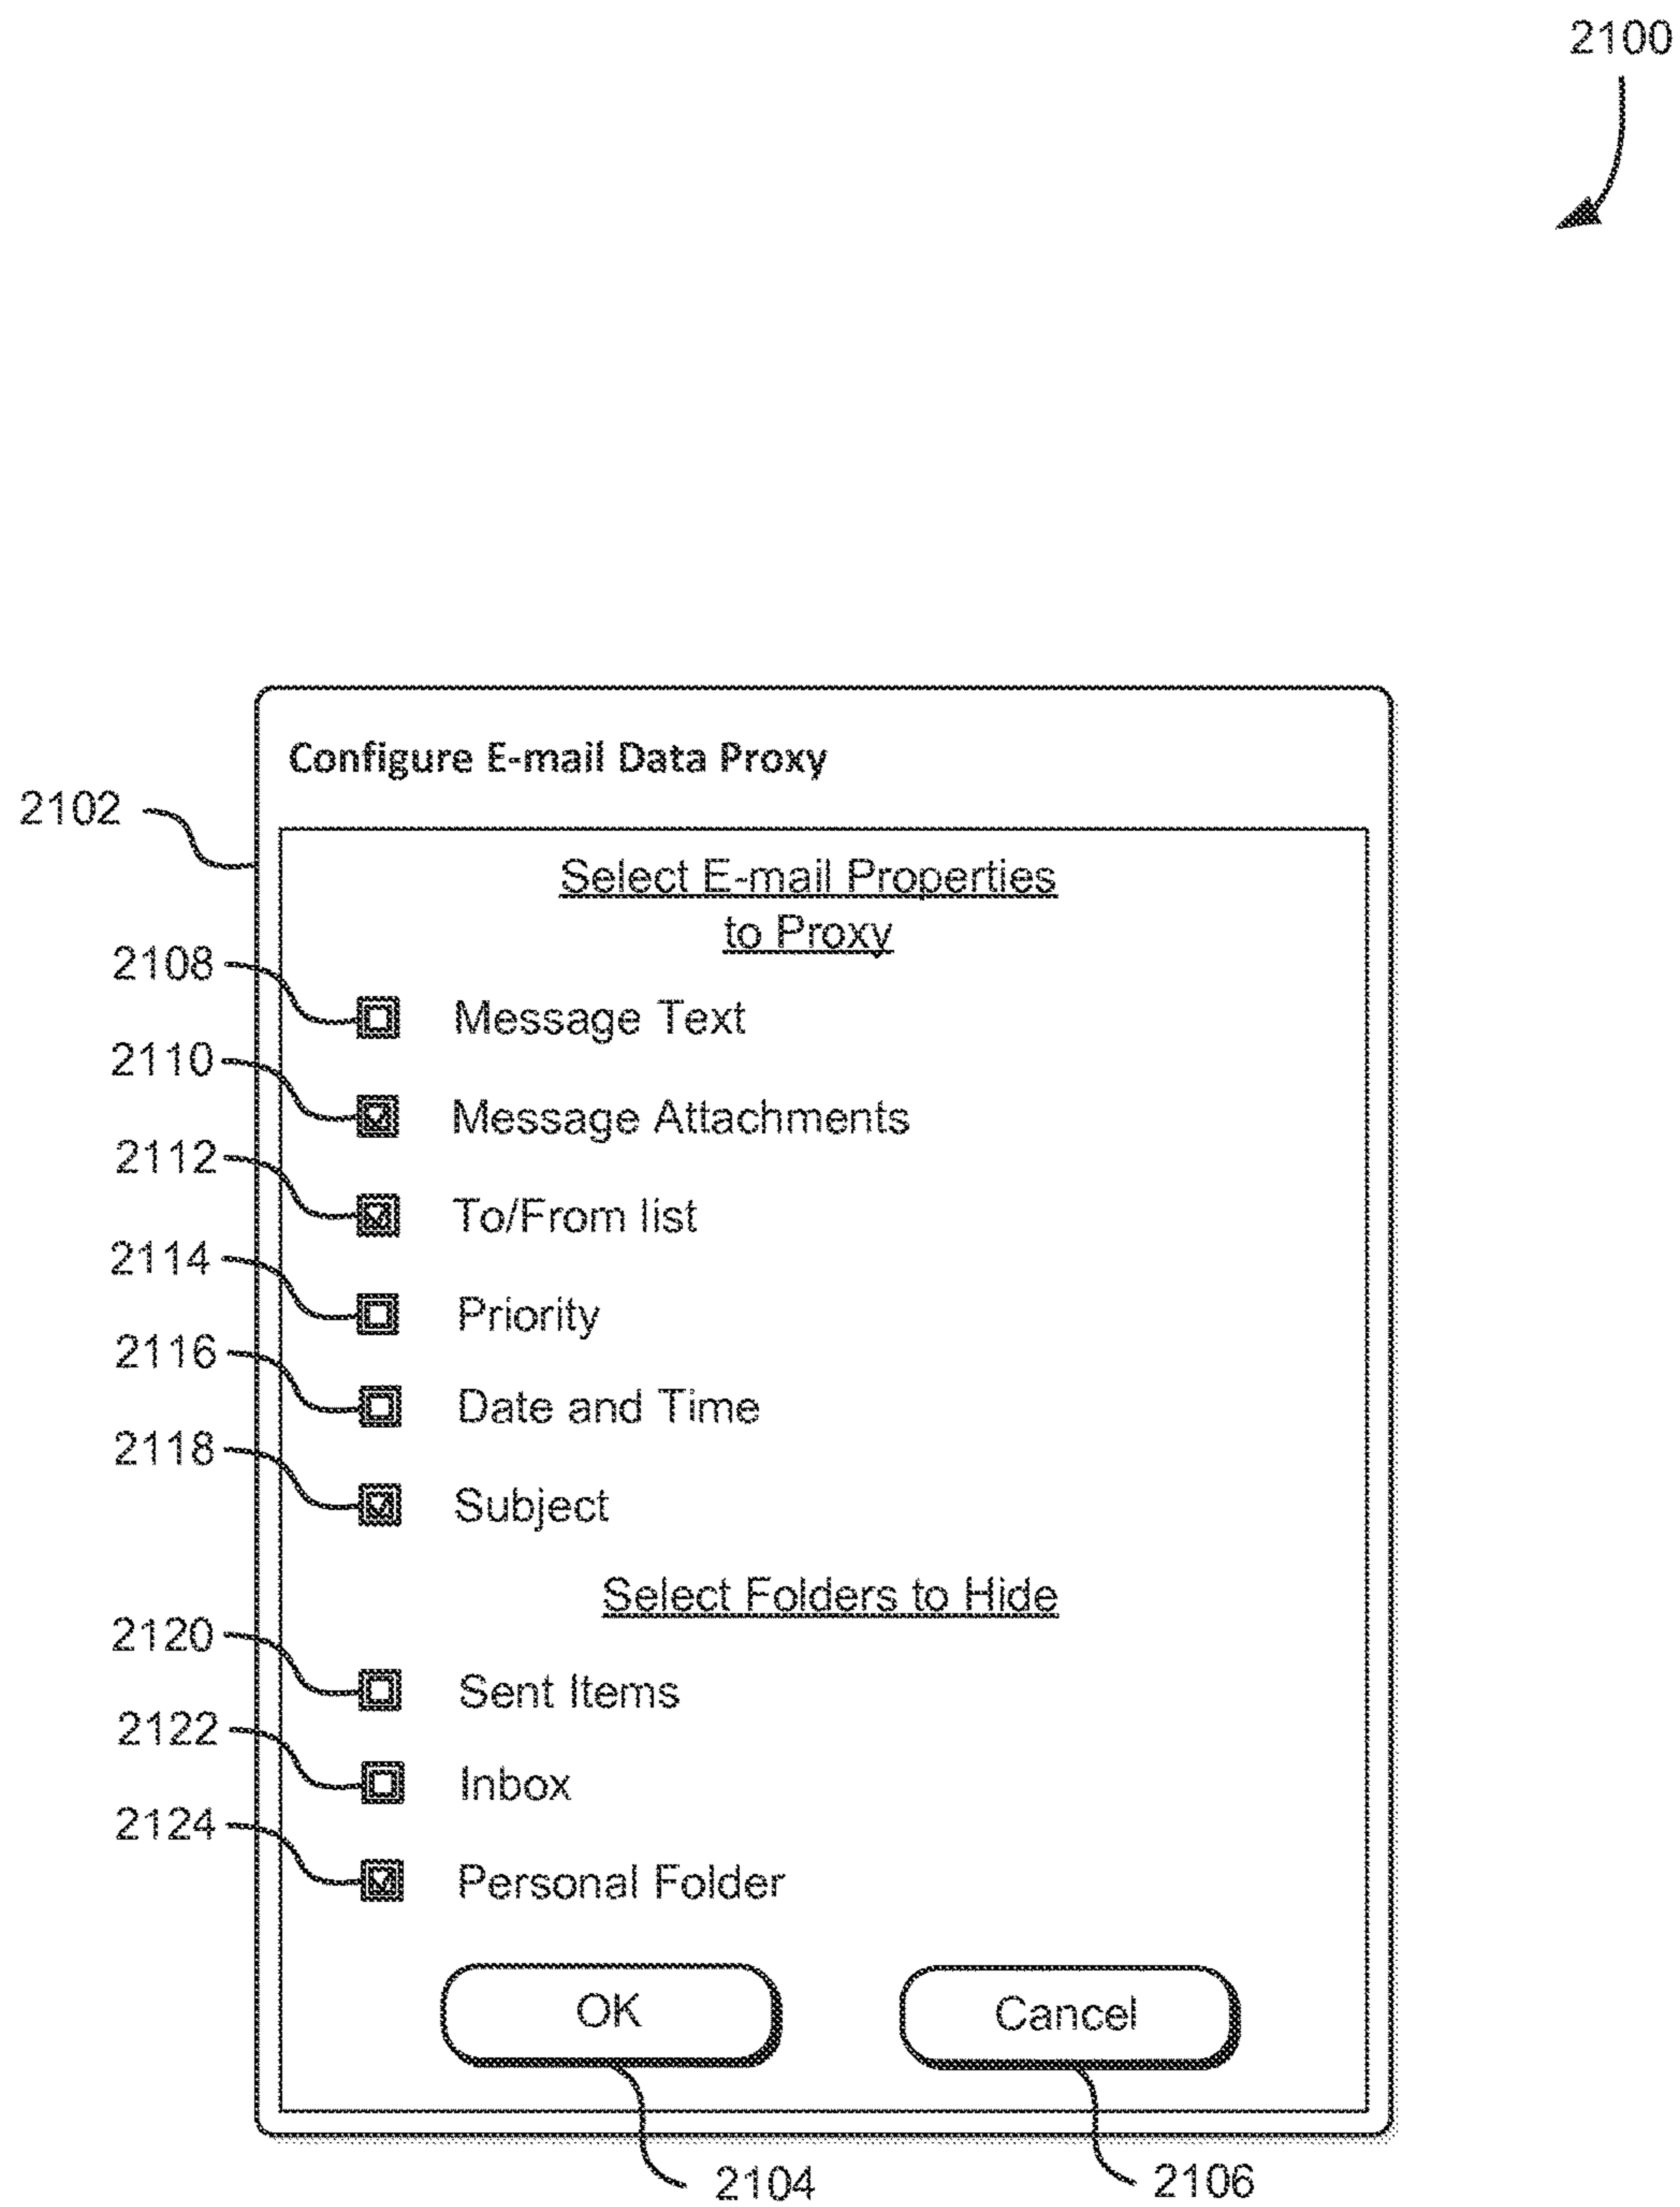 2100
Configure E-mail Data Proxy
2102
Select E-mail Properties
to Proxy
2108
Message Text
2110
Message Attachments
2112
To/From list
2114
Priority
2116
Date and Time
2118
Subject
Select Folders to Hide
2120
Sent Items
2122
Inbox
2124
Personal Folder
OK
Cancel
2104
2106